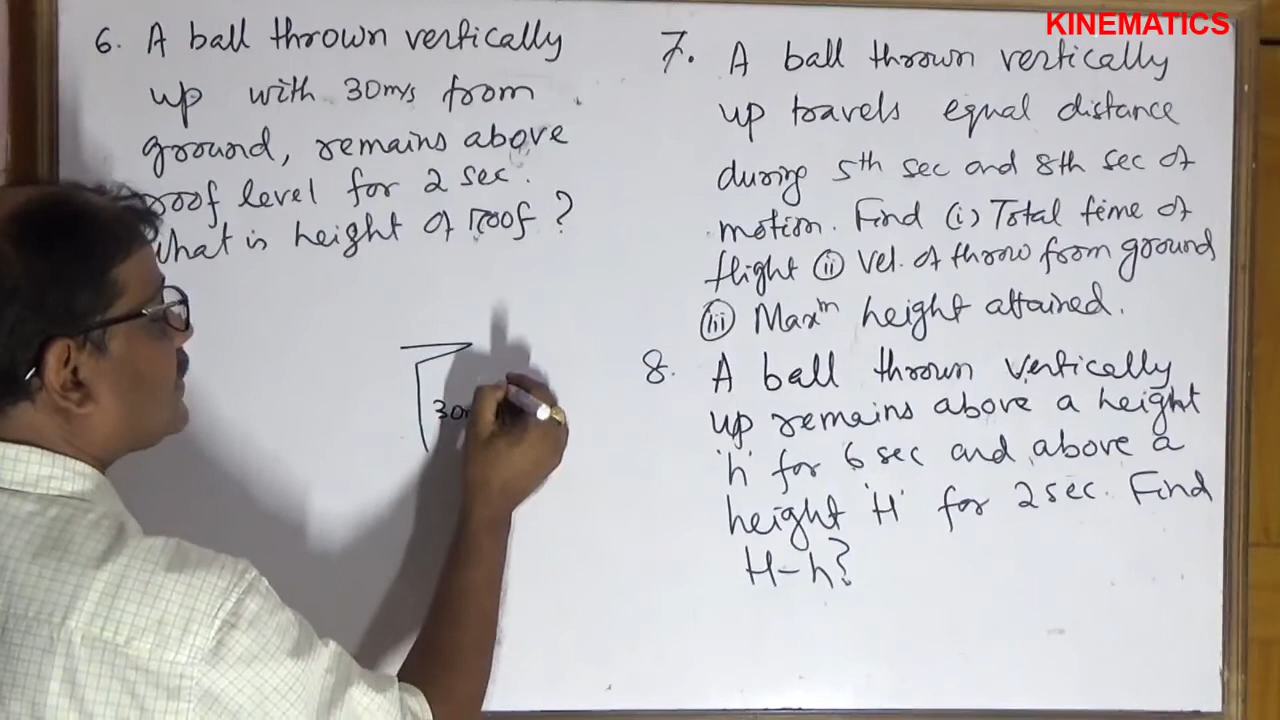 KINEMATICS
6. A ball thrown vertically
up with 30m/s from
ground, remains above
roof level for 2 sec.
What is height of roof?
30
7. A ball thrown vertically
up travels equal distance
during 5th sec and 8th sec of
motion. Find (i) Total time of
flight (ii) Vel. of throw from ground
(iii) Maxm height attained.
8. A ball thrown vertically
up remains above a height
'h' for 6 sec and above a
height 'H' for 2 sec. Find
H-h?